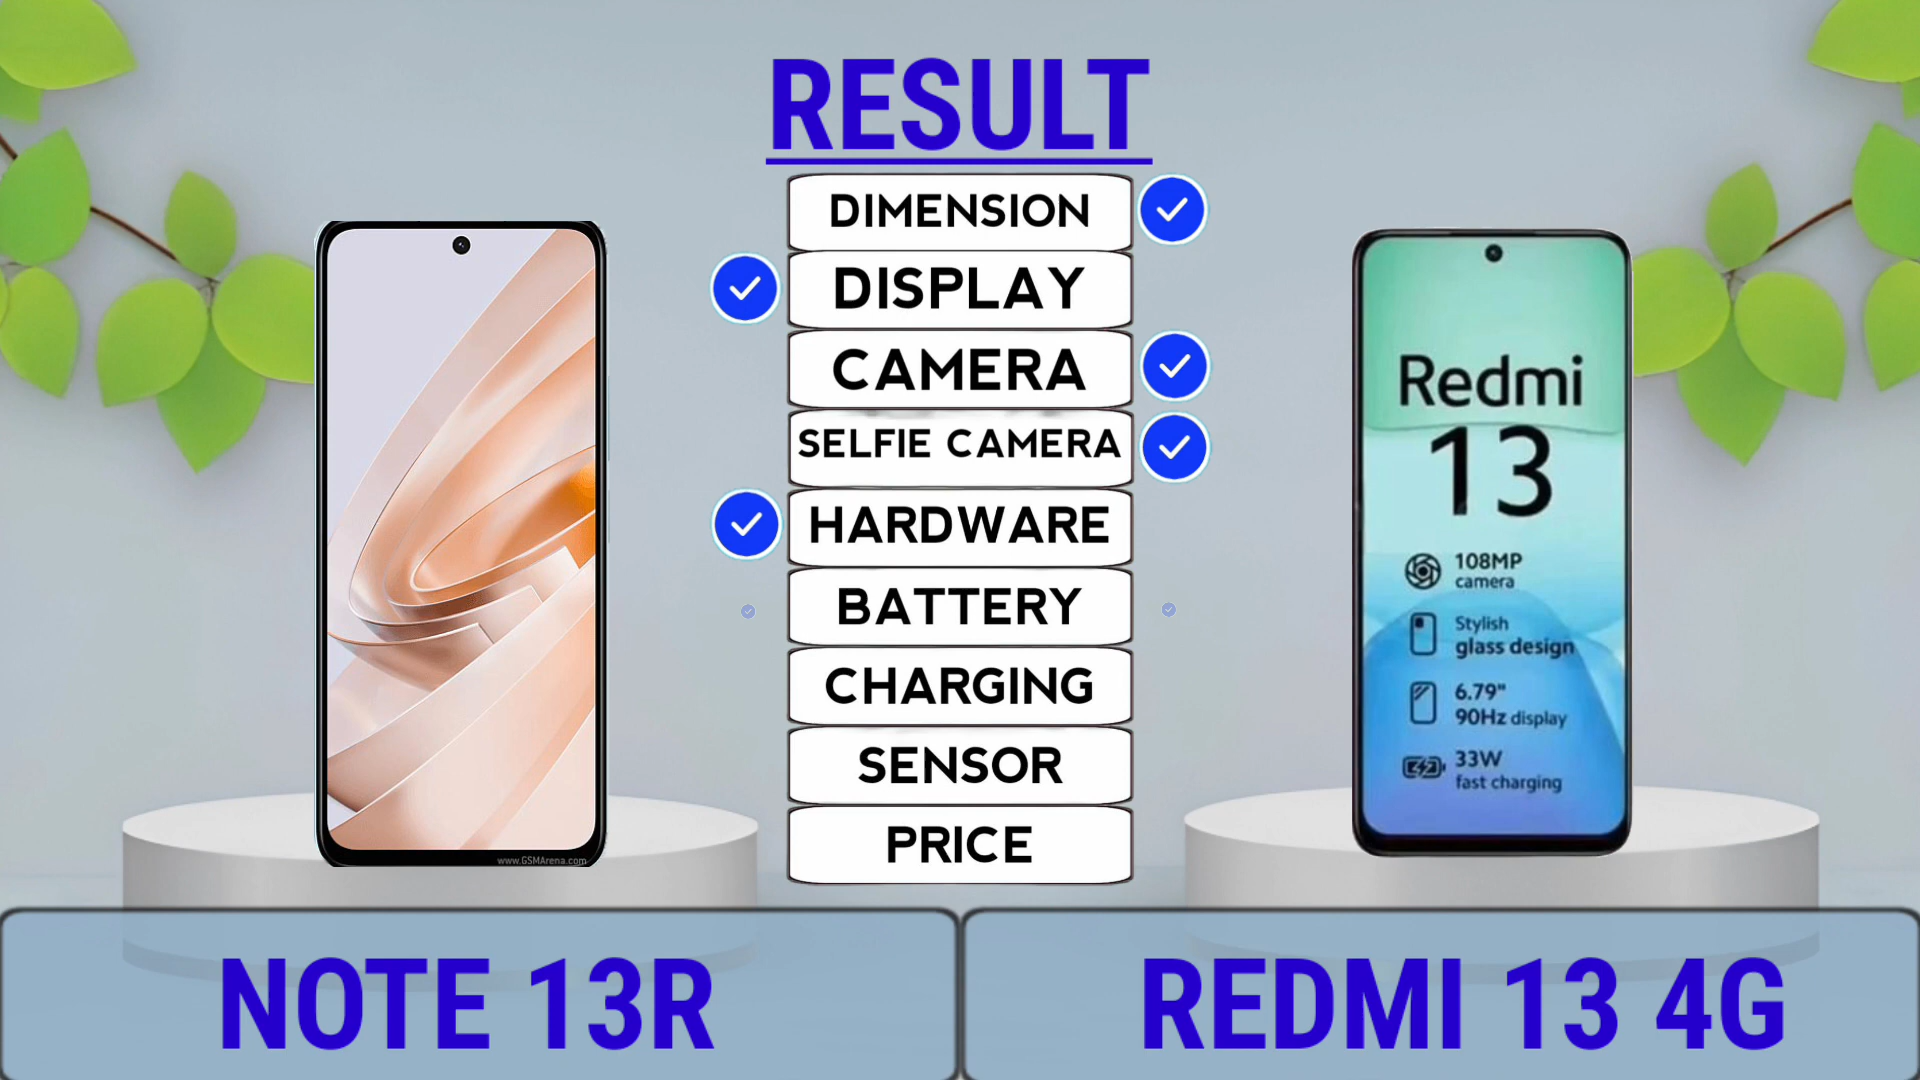 RESULT
DIMENSION
DISPLAY
CAMERA
SELFIE CAMERA
HARDWARE
BATTERY
CHARGING
SENSOR
PRICE
www.GSMArena.com
Redmi
13
108MP
camera
Stylish
glass design
6.79"
90Hz display
33W
fast charging
NOTE 13R
REDMI 13 4G